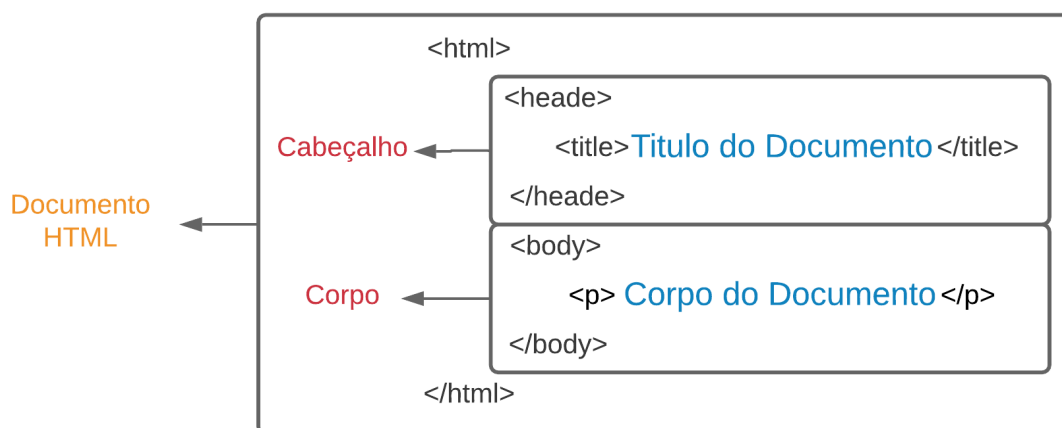 <html>
<heade>
Cabeçalho
<title>Titulo do Documento</title>
</heade>
Documento
HTML
<body>
Corpo
<p> Corpo do Documento</p>
</body>
</html>